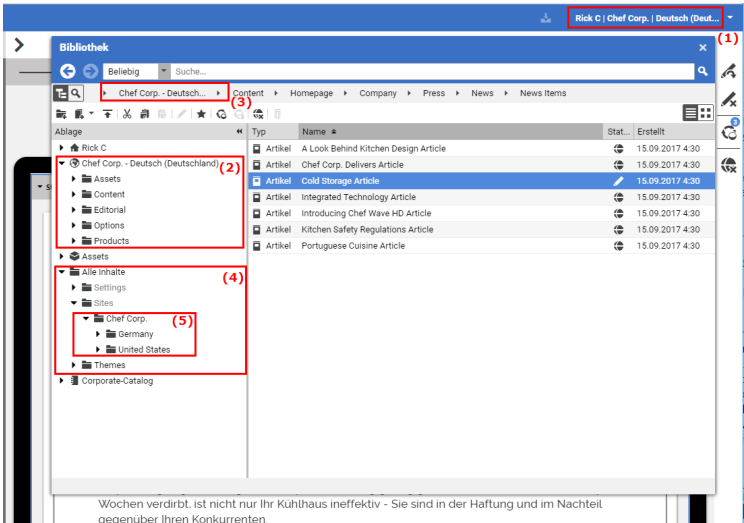 Rick C | Chef Corp. | Deutsch (Deut...
(1)
Bibliothek
Beliebig Suche...
Chef Corp. - Deutsch... Content Homepage Company Press News News Items
(3)
Ablage Typ Name Stat... Erstellt
Rick C
Chef Corp. - Deutsch (Deutschland) (2)
Assets
Content
Editorial
Options
Products
Assets
Alle Inhalte
(4)
Settings
Sites
Chef Corp.
(5)
Germany
United States
Themes
Corporate-Catalog
Artikel A Look Behind Kitchen Design Article 15.09.2017 4:30
Artikel Chef Corp. Delivers Article 15.09.2017 4:30
Artikel Cold Storage Article 15.09.2017 4:30
Artikel Integrated Technology Article 15.09.2017 4:30
Artikel Introducing Chef Wave HD Article 15.09.2017 4:30
Artikel Kitchen Safety Regulations Article 15.09.2017 4:30
Artikel Portuguese Cuisine Article 15.09.2017 4:30
3
Wochen verdirbt, ist nicht nur Ihr Kühlhaus ineffektiv - Sie sind in der Haftung und im Nachteil
gegenüber Ihren Konkurrenten.